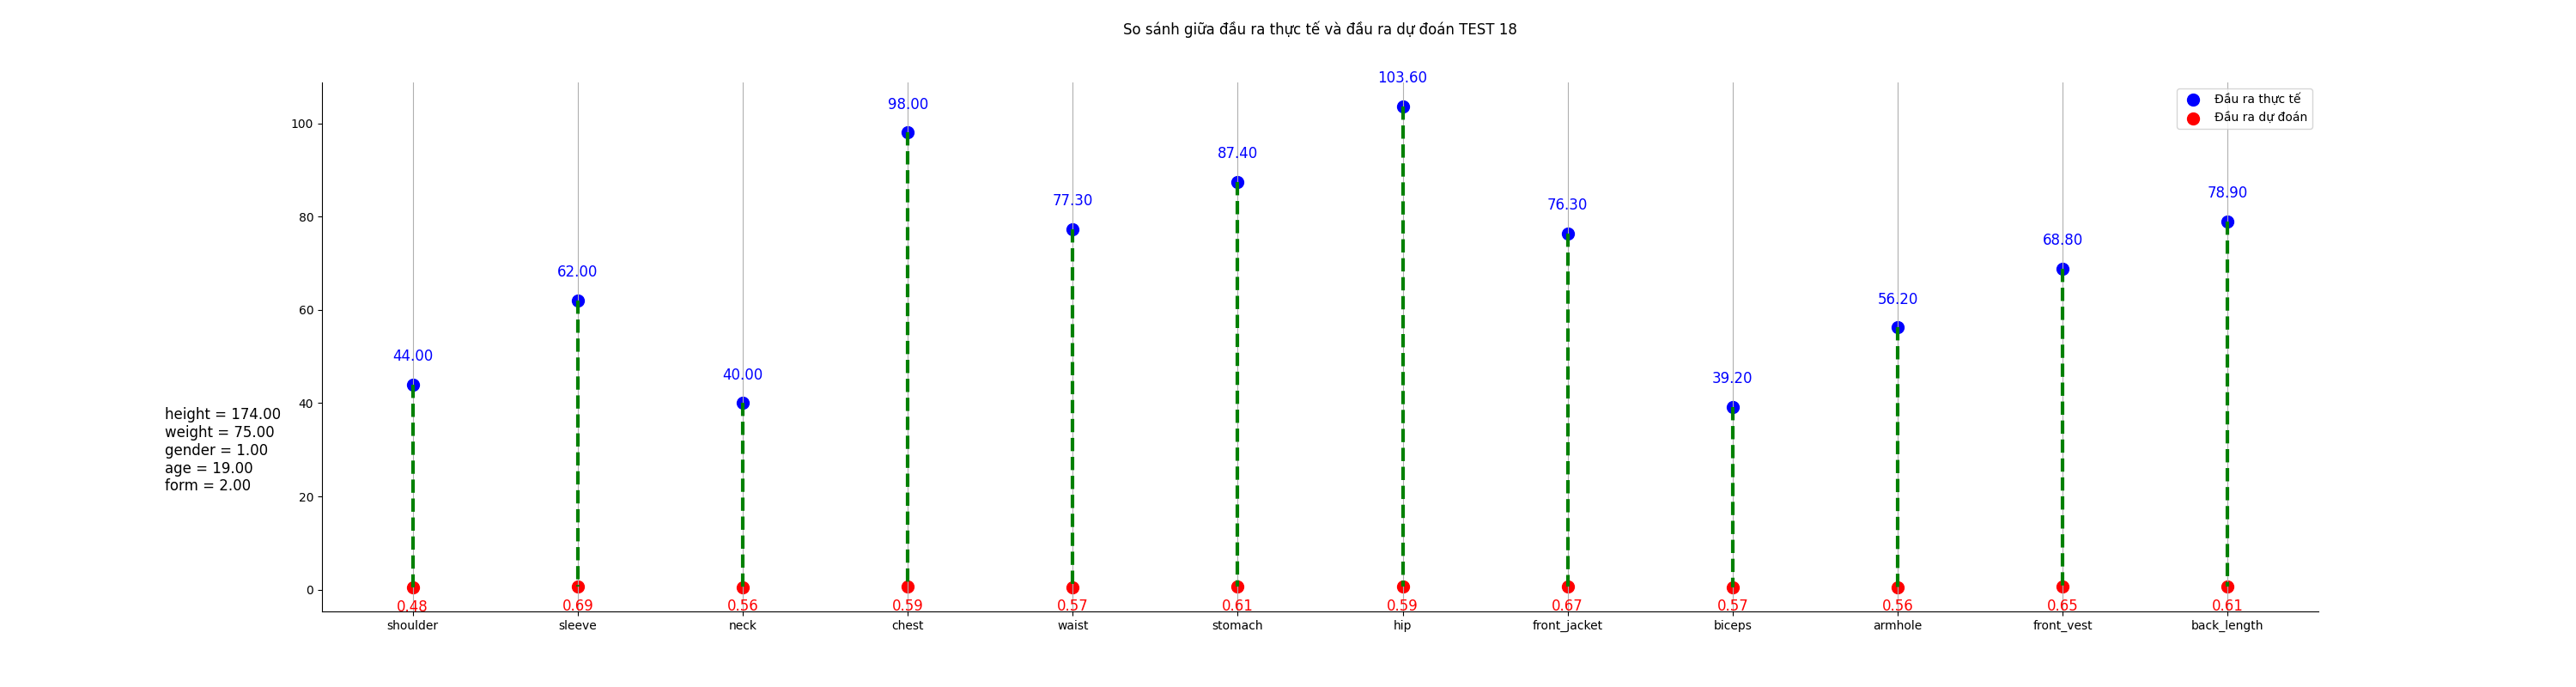 So sánh giữa đầu ra thực tế và đầu ra dự đoán TEST 18
Đầu ra thực tế
Đầu ra dự đoán
100
80
60
40
20
0
height = 174.00
weight = 75.00
gender = 1.00
age = 19.00
form = 2.00
44.00
62.00
40.00
98.00
77.30
87.40
103.60
76.30
39.20
56.20
68.80
78.90
0.48
0.69
0.56
0.59
0.57
0.61
0.59
0.67
0.57
0.56
0.65
0.61
shoulder
sleeve
neck
chest
waist
stomach
hip
front_jacket
biceps
armhole
front_vest
back_length